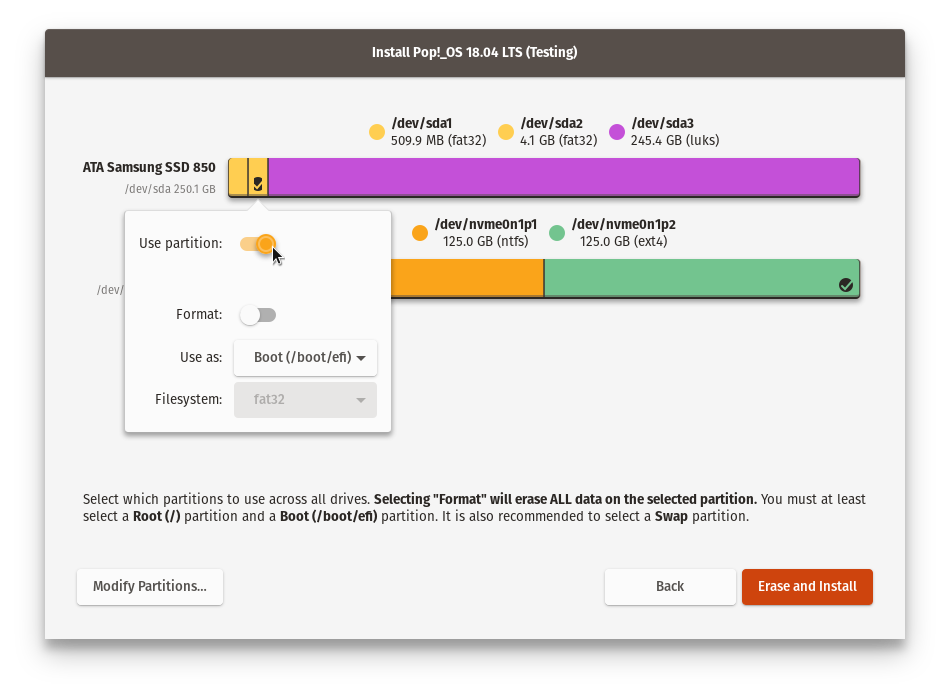 Install Pop!_OS 18.04 LTS (Testing)
/dev/sda1
509.9 MB (fat32)
/dev/sda2
4.1 GB (fat32)
/dev/sda3
245.4 GB (luks)
ATA Samsung SSD 850
/dev/sda 250.1 GB
/dev/nvme0n1p1
125.0 GB (ntfs)
/dev/nvme0n1p2
125.0 GB (ext4)
/dev/
Use partition:
Format:
Use as:
Boot (/boot/efi)
Filesystem:
fat32
Select which partitions to use across all drives. Selecting "Format" will erase ALL data on the selected partition. You must at least
select a Root (/) partition and a Boot (/boot/efi) partition. It is also recommended to select a Swap partition.
Modify Partitions...
Back
Erase and Install